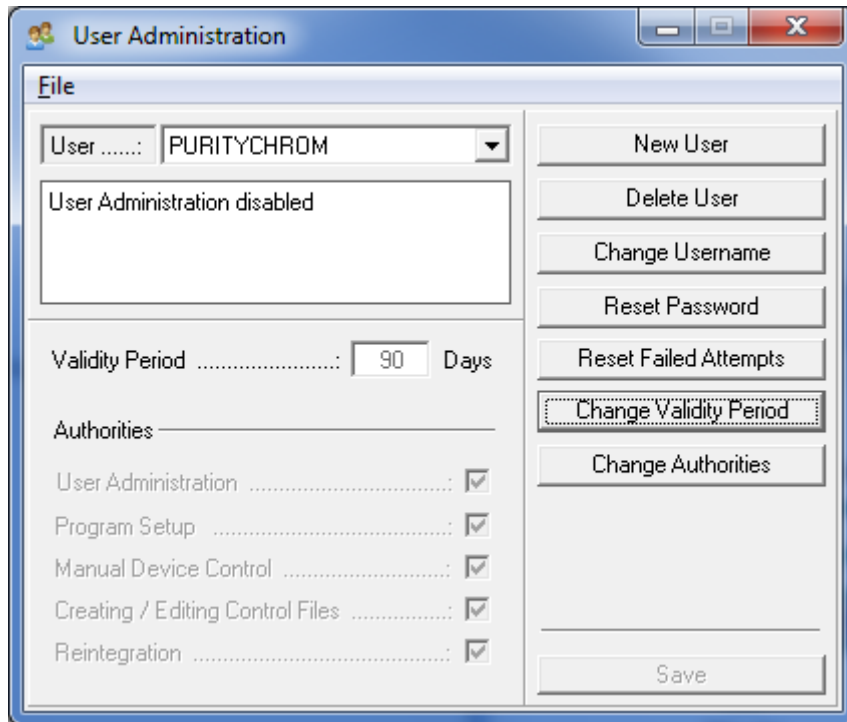 User Administration
File
User ......: PURITYCHROM
User Administration disabled
Validity Period .......................: 90 Days
Authorities
User Administration .................................:
Program Setup .......................................:
Manual Device Control ...........................:
Creating / Editing Control Files ...............:
Reintegration ..........................................:
New User
Delete User
Change Username
Reset Password
Reset Failed Attempts
Change Validity Period
Change Authorities
Save